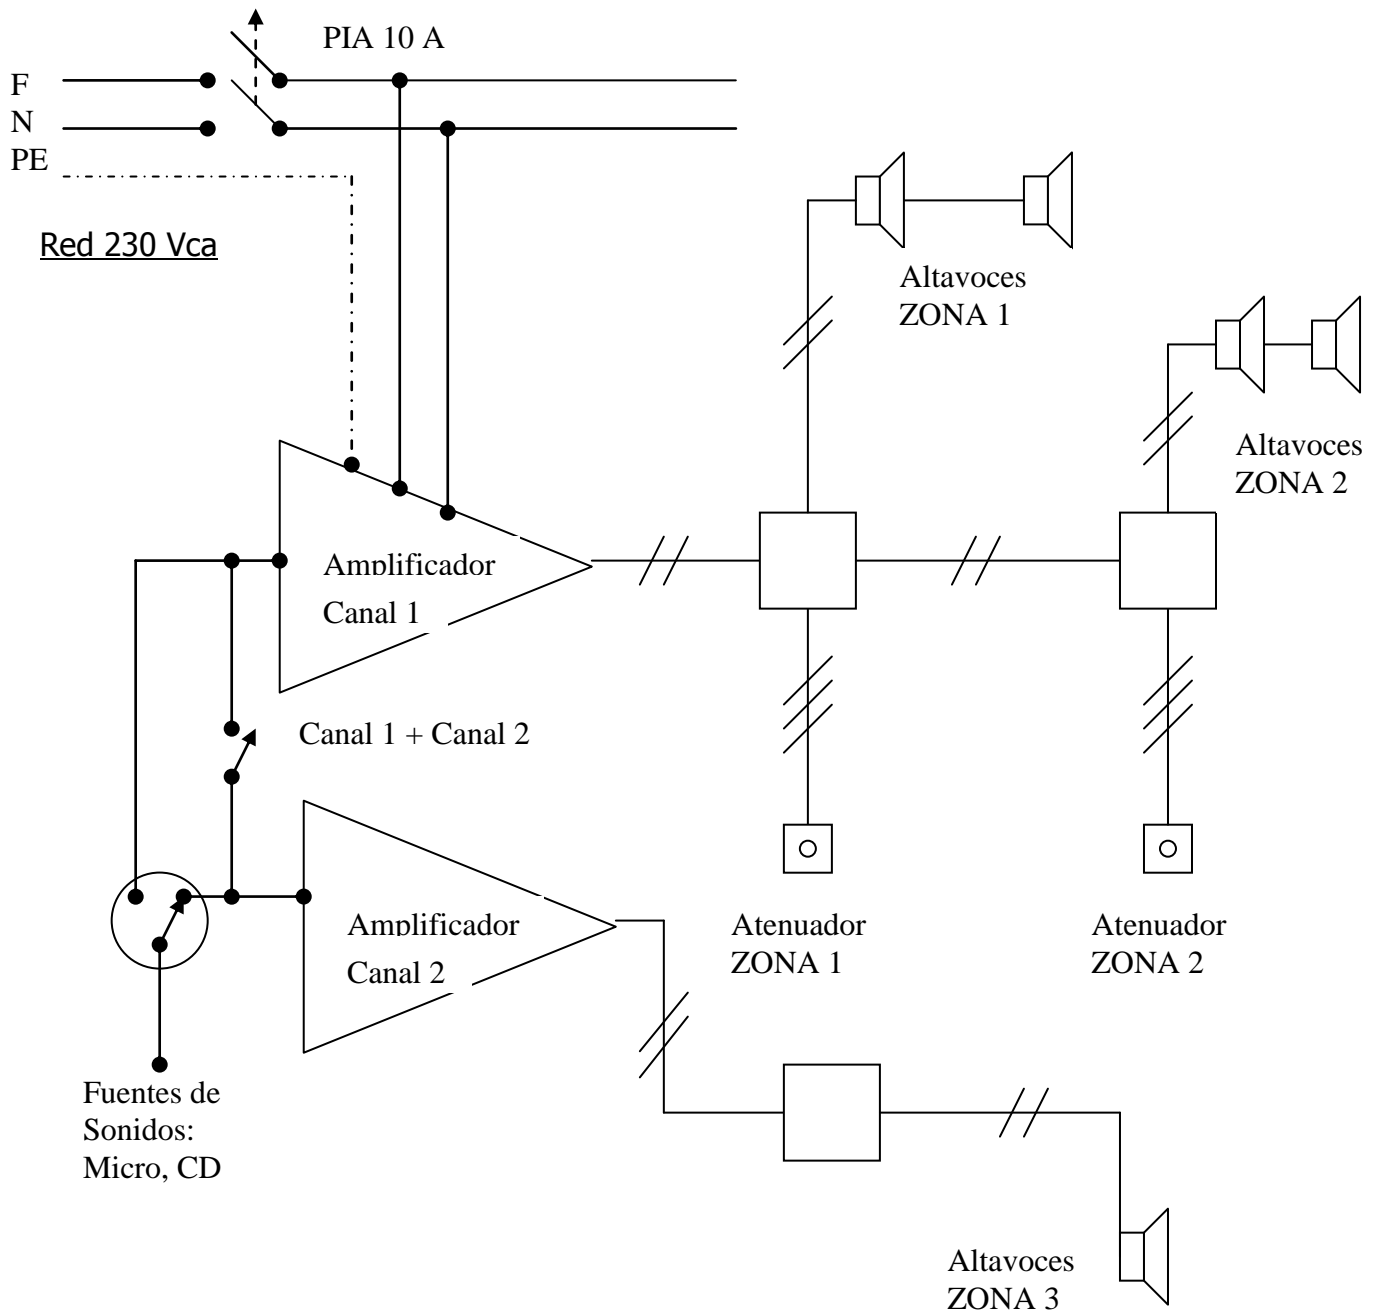 PIA 10 A
F
N
PE
Red 230 Vca
Altavoces
ZONA 1
Altavoces
ZONA 2
Amplificador
Canal 1
Canal 1 + Canal 2
Amplificador
Canal 2
Atenuador
ZONA 1
Atenuador
ZONA 2
Fuentes de
Sonidos:
Micro, CD
Altavoces
ZONA 3